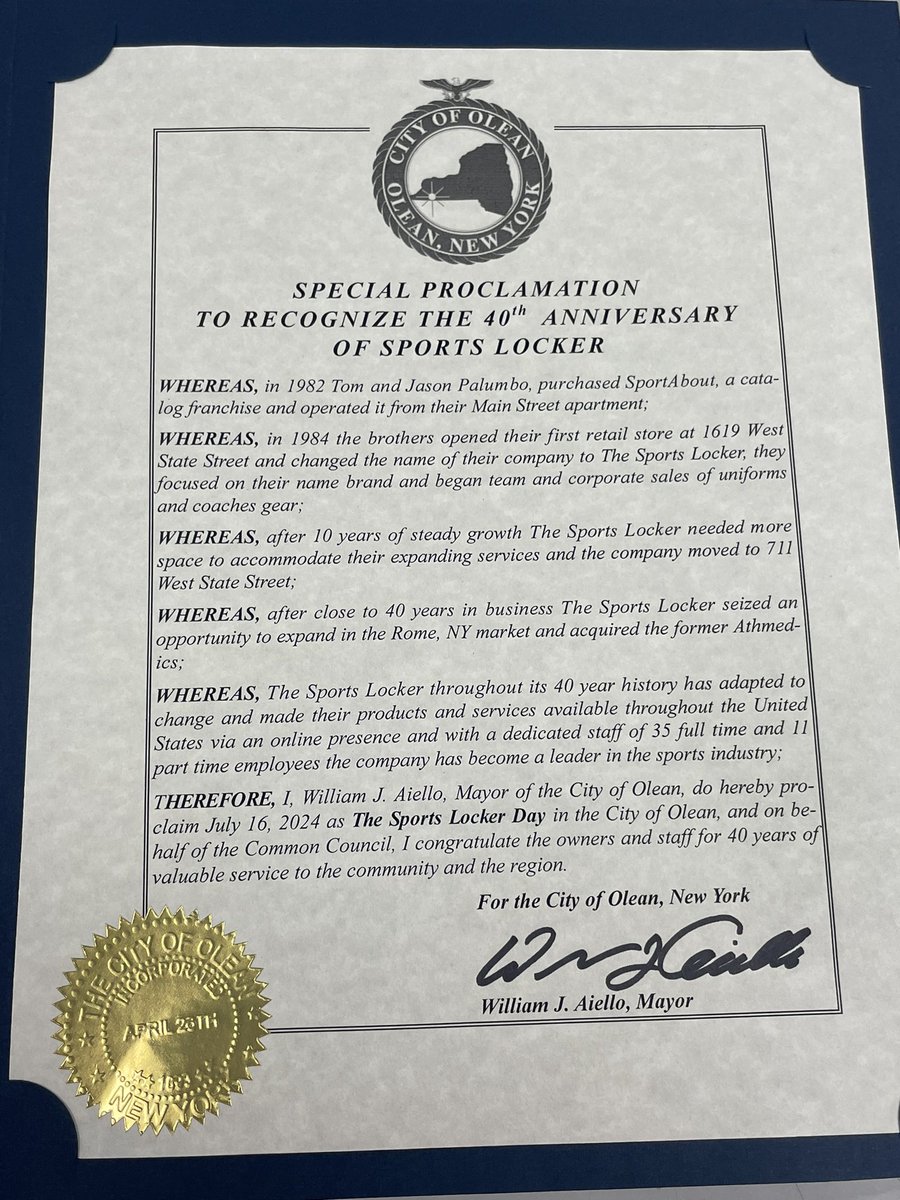 CITY OF OLEAN
OLEAN, NEW YORK
SPECIAL PROCLAMATION
TO RECOGNIZE THE 40th ANNIVERSARY
OF SPORTS LOCKER
WHEREAS, in 1982 Tom and Jason Palumbo, purchased SportAbout, a cata-
log franchise and operated it from their Main Street apartment;
WHEREAS, in 1984 the brothers opened their first retail store at 1619 West
State Street and changed the name of their company to The Sports Locker, they
focused on their name brand and began team and corporate sales of uniforms
and coaches gear;
WHEREAS, after 10 years of steady growth The Sports Locker needed more
space to accommodate their expanding services and the company moved to 711
West State Street;
WHEREAS, after close to 40 years in business The Sports Locker seized an
opportunity to expand in the Rome, NY market and acquired the former Athmed-
ics;
WHEREAS, The Sports Locker throughout its 40 year history has adapted to
change and made their products and services available throughout the United
States via an online presence and with a dedicated staff of 35 full time and 11
part time employees the company has become a leader in the sports industry;
THEREFORE, I, William J. Aiello, Mayor of the City of Olean, do hereby pro-
claim July 16, 2024 as The Sports Locker Day in the City of Olean, and on be-
half of the Common Council, I congratulate the owners and staff for 40 years of
valuable service to the community and the region.
For the City of Olean, New York
William J. Aiello, Mayor
THE CITY OF OLEAN
INCORPORATED
APRIL
NEW YORK